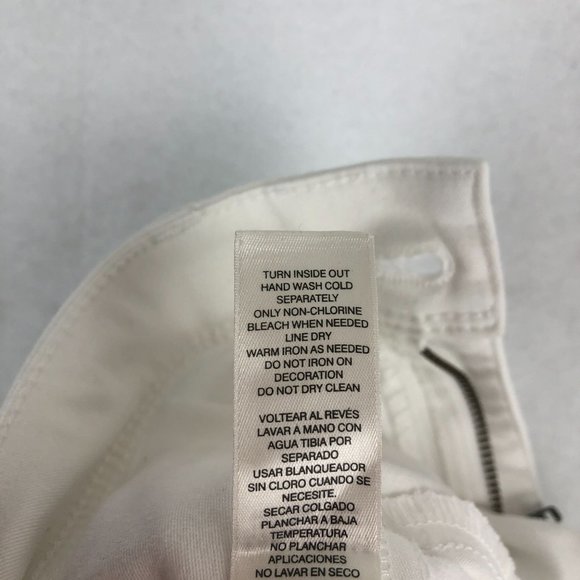 TURN INSIDE OUT
HAND WASH COLD
SEPARATELY
ONLY NON-CHLORINE
BLEACH WHEN NEEDED
LINE DRY
WARM IRON AS NEEDED
DO NOT IRON ON
DECORATION
DO NOT DRY CLEAN
VOLTEAR AL REVÉS
LAVAR A MANO CON
AGUA TIBIA POR
SEPARADO
USAR BLANQUEADOR
SIN CLORO CUANDO SE
NECESITE.
SECAR COLGADO
PLANCHAR A BAJA
TEMPERATURA
NO PLANCHAR
APLICACIONES
NO LAVAR EN SECO